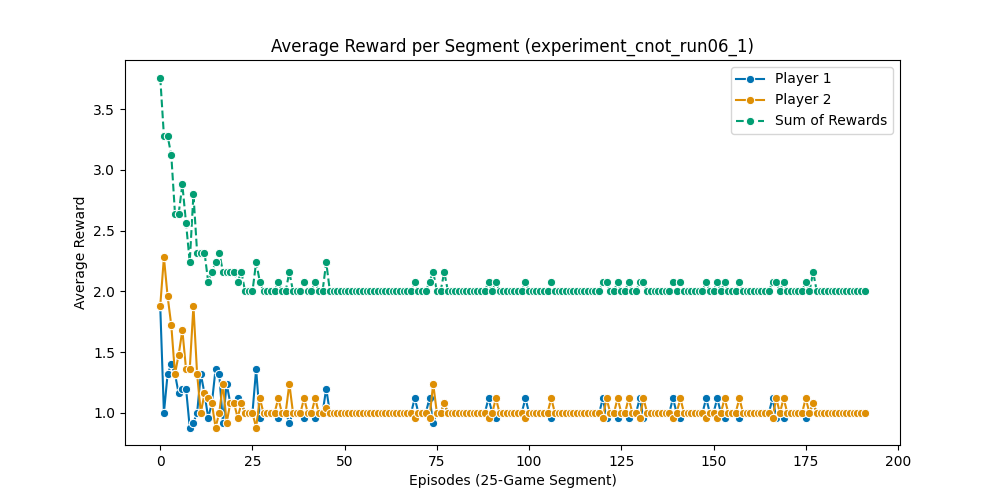 Average Reward per Segment (experiment_cnot_run06_1)
Player 1
Player 2
Sum of Rewards
Average Reward
3.5
3.0
2.5
2.0
1.5
1.0
0 25 50 75 100 125 150 175 200
Episodes (25-Game Segment)